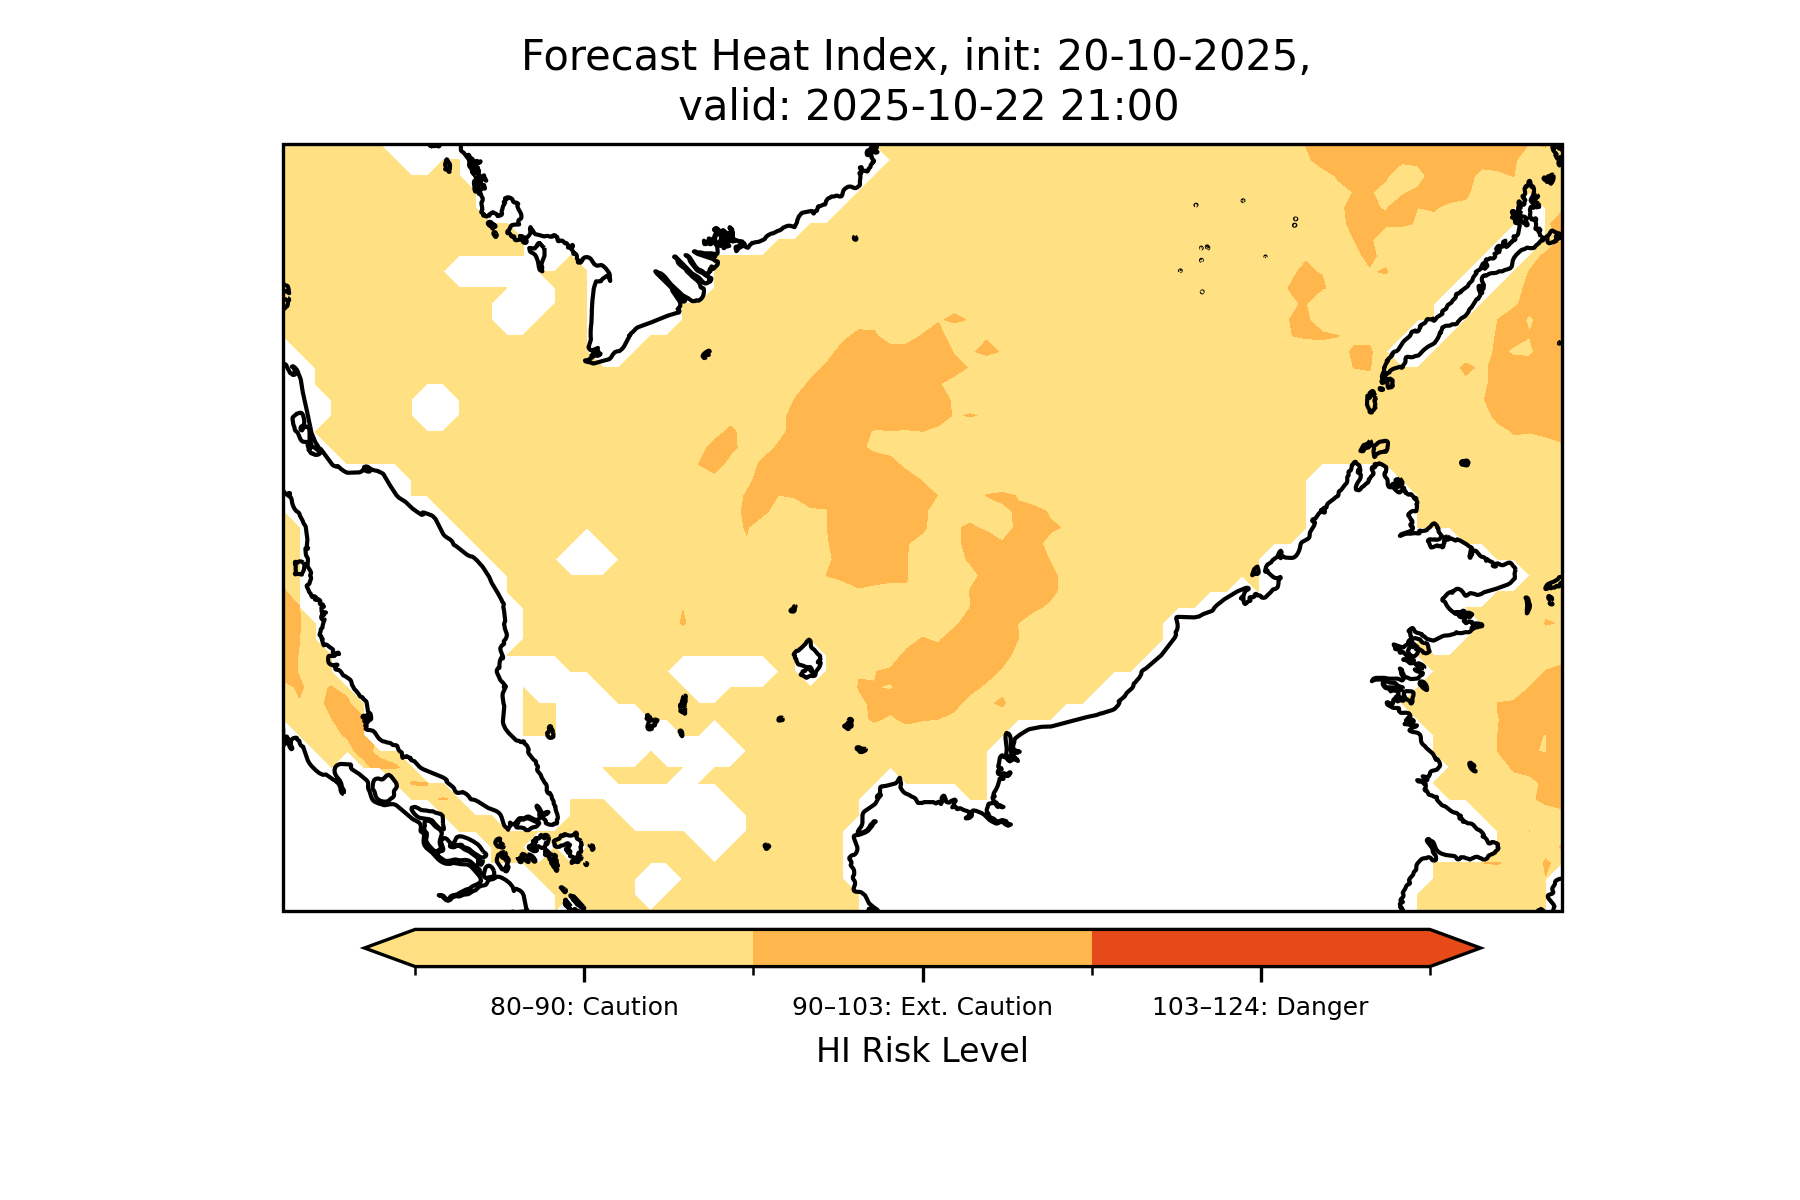 Forecast Heat Index, init: 20-10-2025,
valid: 2025-10-22 21:00
80–90: Caution
90–103: Ext. Caution
103–124: Danger
HI Risk Level